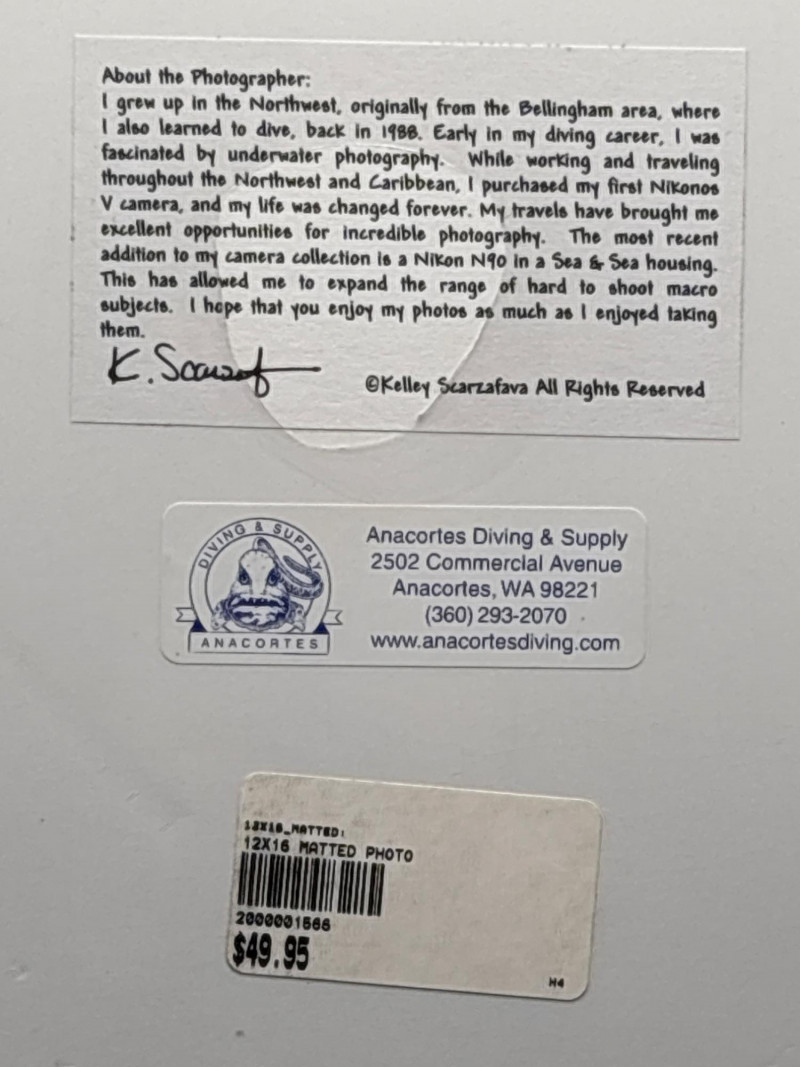 About the Photographer:
I grew up in the Northwest, originally from the Bellingham area, where
I also learned to dive, back in 1988. Early in my diving career, I was
fascinated by underwater photography. While working and traveling
throughout the Northwest and Caribbean, I purchased my first Nikonos
V camera, and my life was changed forever. My travels have brought me
excellent opportunities for incredible photography. The most recent
addition to my camera collection is a Nikon N90 in a Sea & Sea housing.
This has allowed me to expand the range of hard to shoot macro
subjects. I hope that you enjoy my photos as much as I enjoyed taking
them.
K. Scarzaf
©Kelley Scarzafava All Rights Reserved
DIVING & SUPPLY
ANACORTES
Anacortes Diving & Supply
2502 Commercial Avenue
Anacortes, WA 98221
(360) 293-2070
www.anacortesdiving.com
12X16_MATTED:
12X16 MATTED PHOTO
2000001566
$49.95
H4